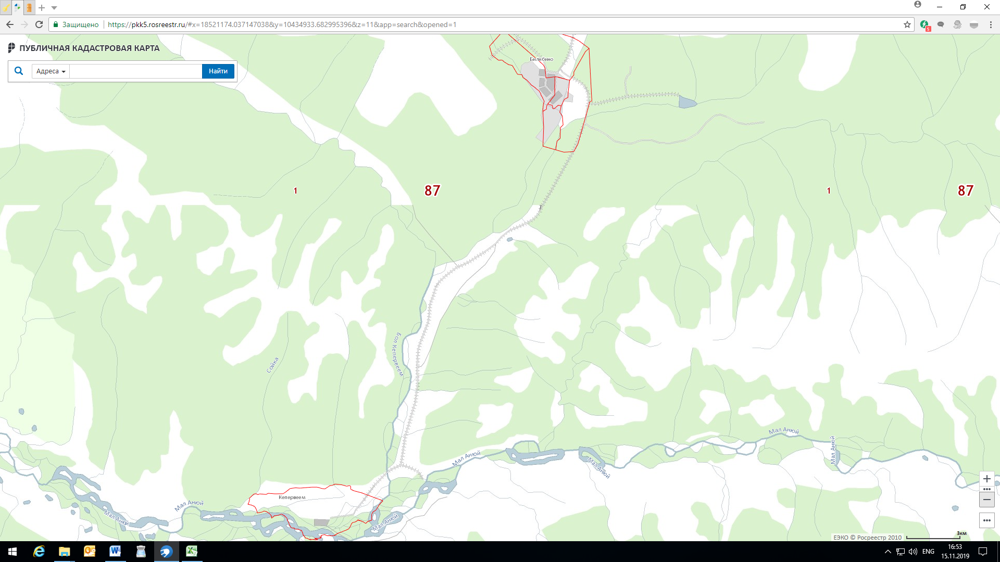 Защищено
https://pkk5.rosreestr.ru/#x=18521174.037147038&y=10434933.682995396&z=11&app=search&opened=1
5
ПУБЛИЧНАЯ КАДАСТРОВАЯ КАРТА
Адреса
Найти
Билибино
1
87
1
87
Бол.Кепервеем
Сойка
Мал.Анюй
Мал.Анюй
Мал.Анюй
Мал.Анюй
Кепервеем
Мал.Анюй
Мал.Анюй
Мал.Анюй
ЕЭКО © Росреестр 2010
3км
ENG
16:53
15.11.2019